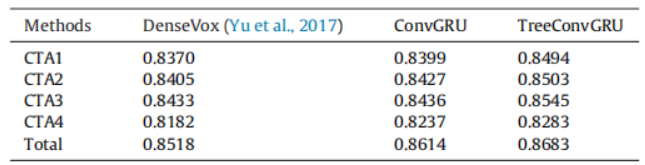 Methods DenseVox (Yu et al., 2017) ConvGRU TreeConvGRU
CTA1 0.8370 0.8399 0.8494
CTA2 0.8405 0.8427 0.8503
CTA3 0.8433 0.8436 0.8545
CTA4 0.8182 0.8237 0.8283
Total 0.8518 0.8614 0.8683